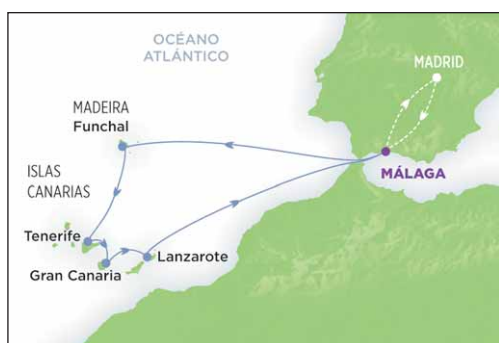 OCÉANO
ATLÁNTICO
MADRID
MADEIRA
Funchal
MÁLAGA
ISLAS
CANARIAS
Tenerife
Lanzarote
Gran Canaria